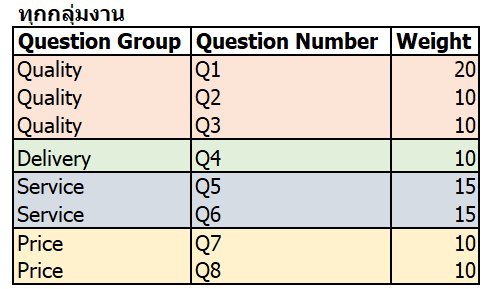 ทุกกลุ่มงาน
Question Group Question Number Weight
Quality Q1 20
Quality Q2 10
Quality Q3 10
Delivery Q4 10
Service Q5 15
Service Q6 15
Price Q7 10
Price Q8 10